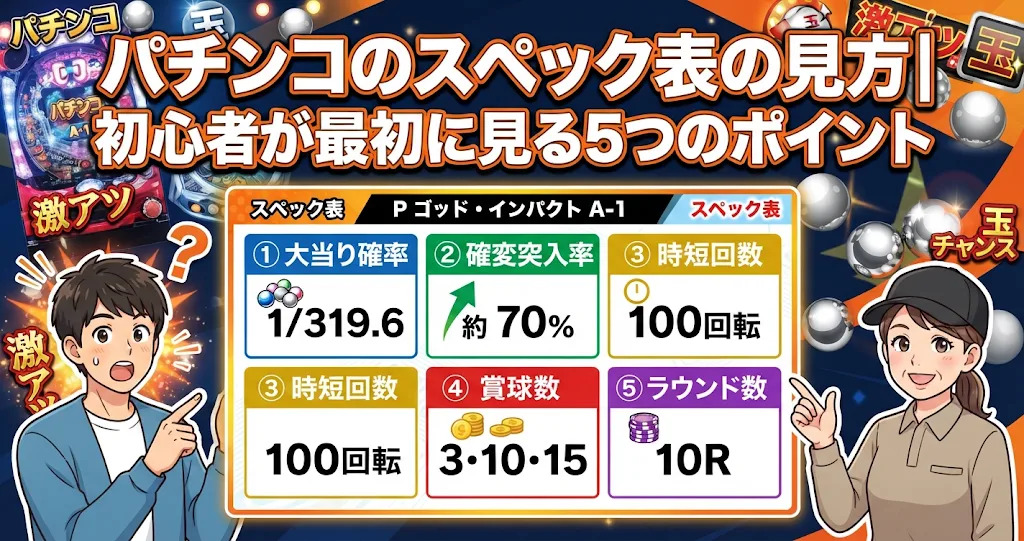 パチンコ
玉
激アツ
玉
パチンコのスペック表の見方|
初心者が最初に見る5つのポイント
パチンコ
A-1
激アツ
スペック表
P ゴッド・インパクト A-1
スペック表
① 大当り確率
1/319.6
② 確変突入率
約 70%
③ 時短回数
100回転
③ 時短回数
100回転
④ 賞球数
3・10・15
⑤ ラウンド数
10R
?
激アツ
玉
チャンス